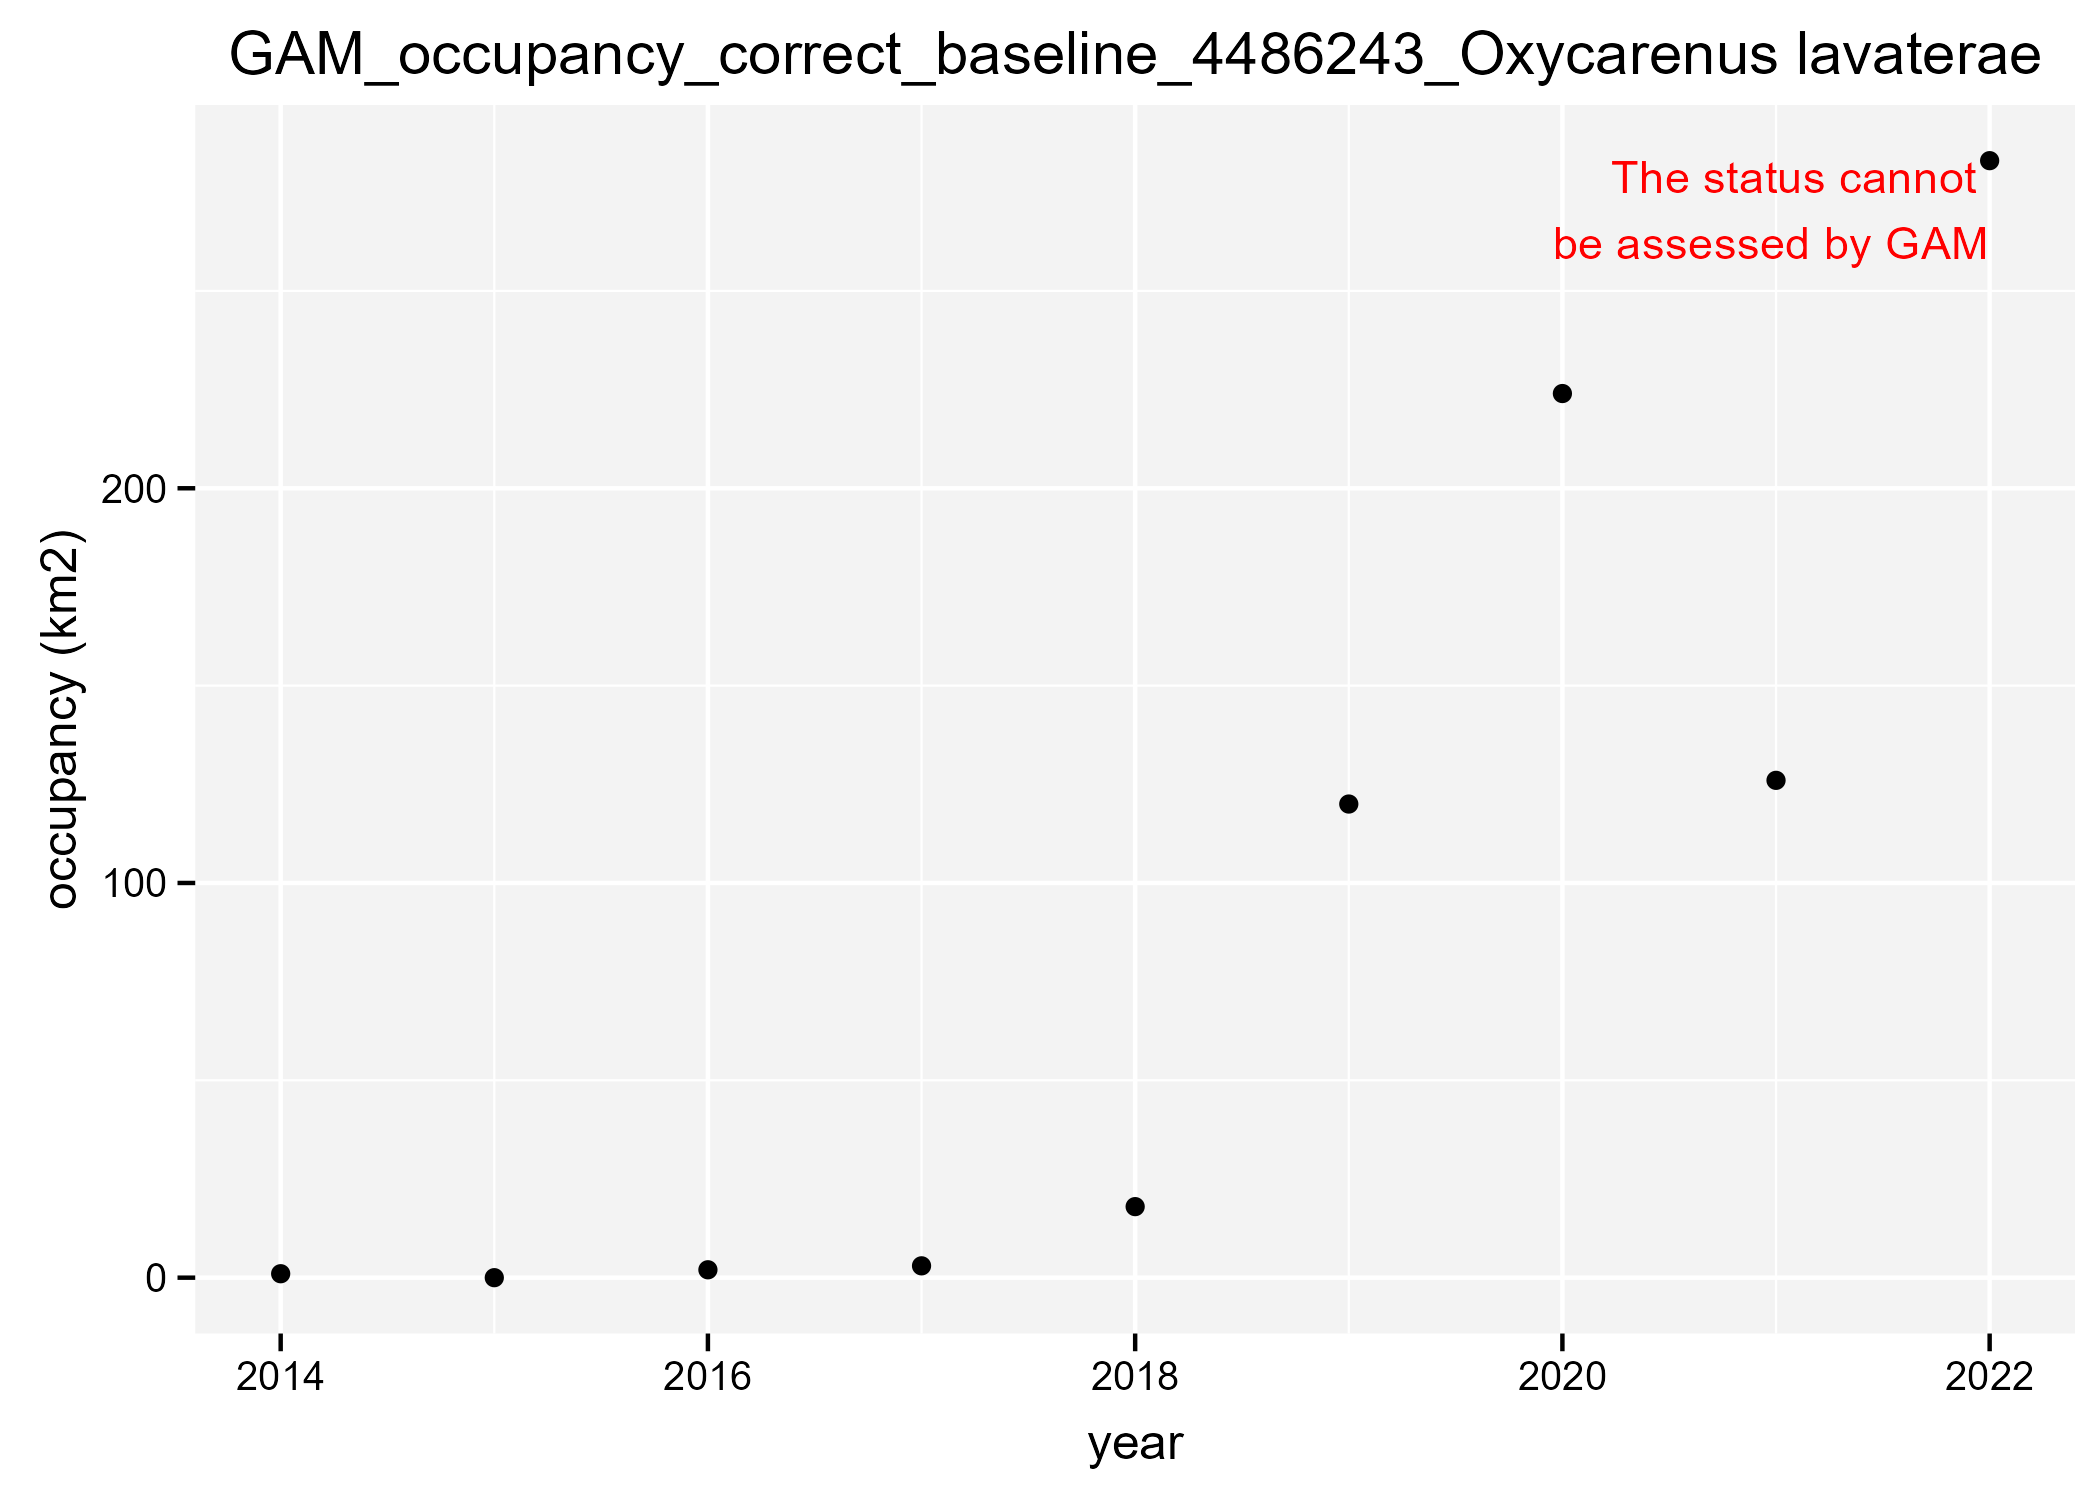 GAM_occupancy_correct_baseline_4486243_Oxycarenus lavaterae
The status cannot
be assessed by GAM
occupancy (km2)
200
100
0
2014 2016 2018 2020 2022
year